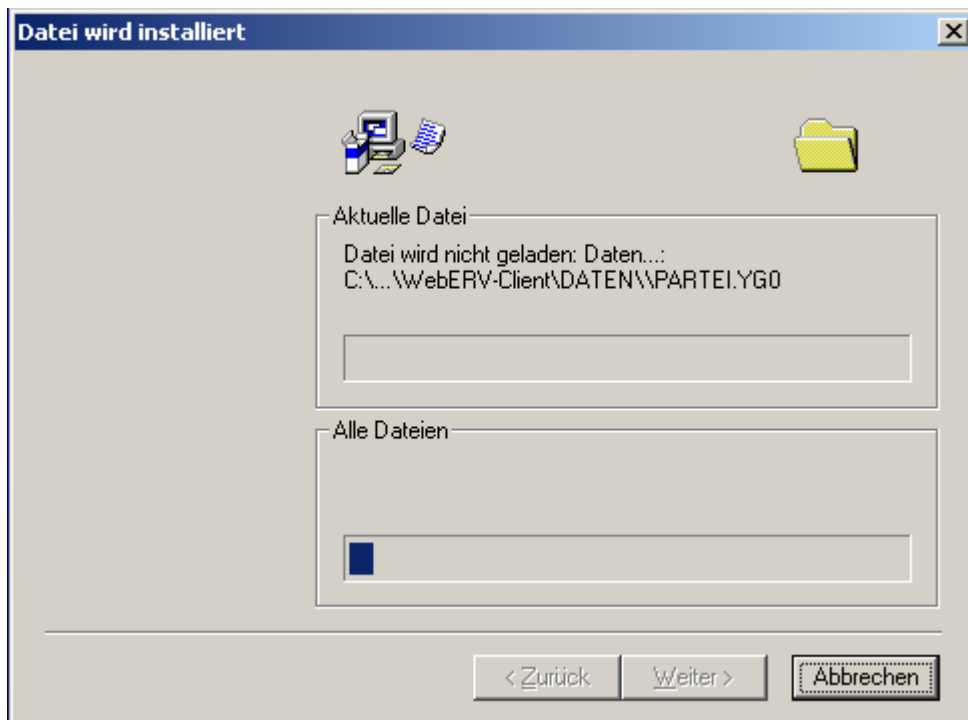 Datei wird installiert
Aktuelle Datei
Datei wird nicht geladen: Daten...:
C:\...\WebERV-Client\DATEN\\PARTEI.YG0
Alle Dateien
< Zurück
Weiter >
Abbrechen